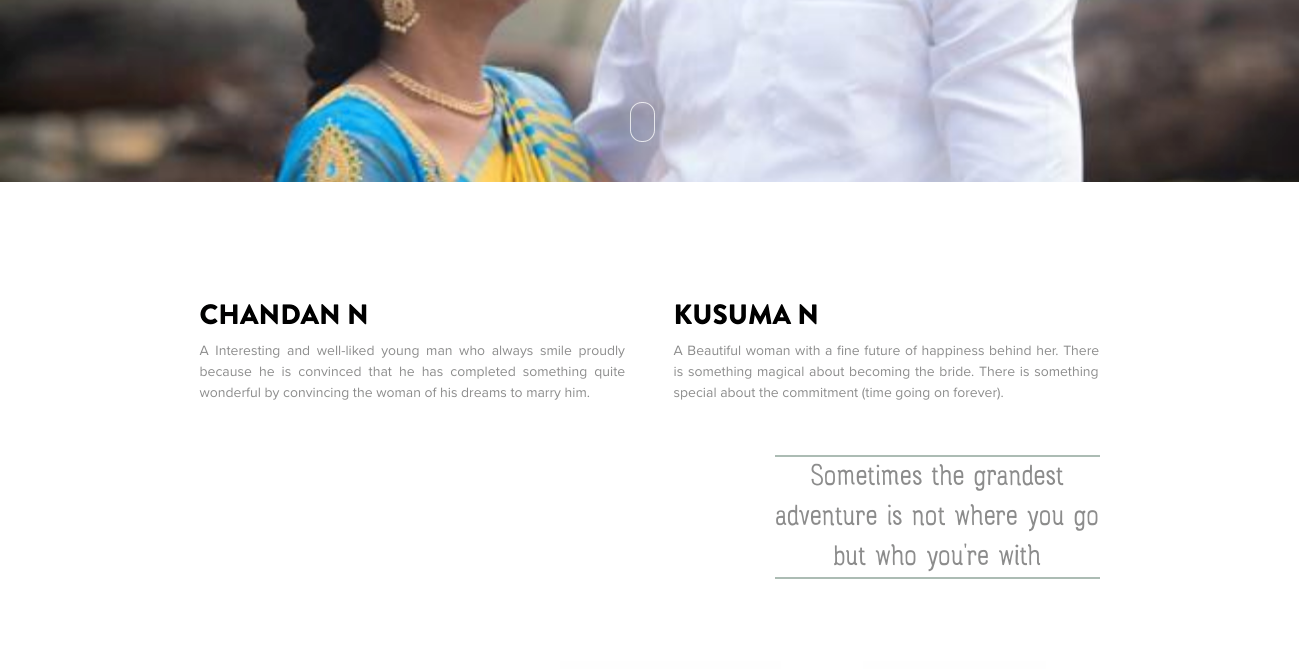 CHANDAN N
A Interesting and well-liked young man who always smile proudly
because he is convinced that he has completed something quite
wonderful by convincing the woman of his dreams to marry him.
KUSUMA N
A Beautiful woman with a fine future of happiness behind her. There
is something magical about becoming the bride. There is something
special about the commitment (time going on forever).
Sometimes the grandest
adventure is not where you go
but who you're with